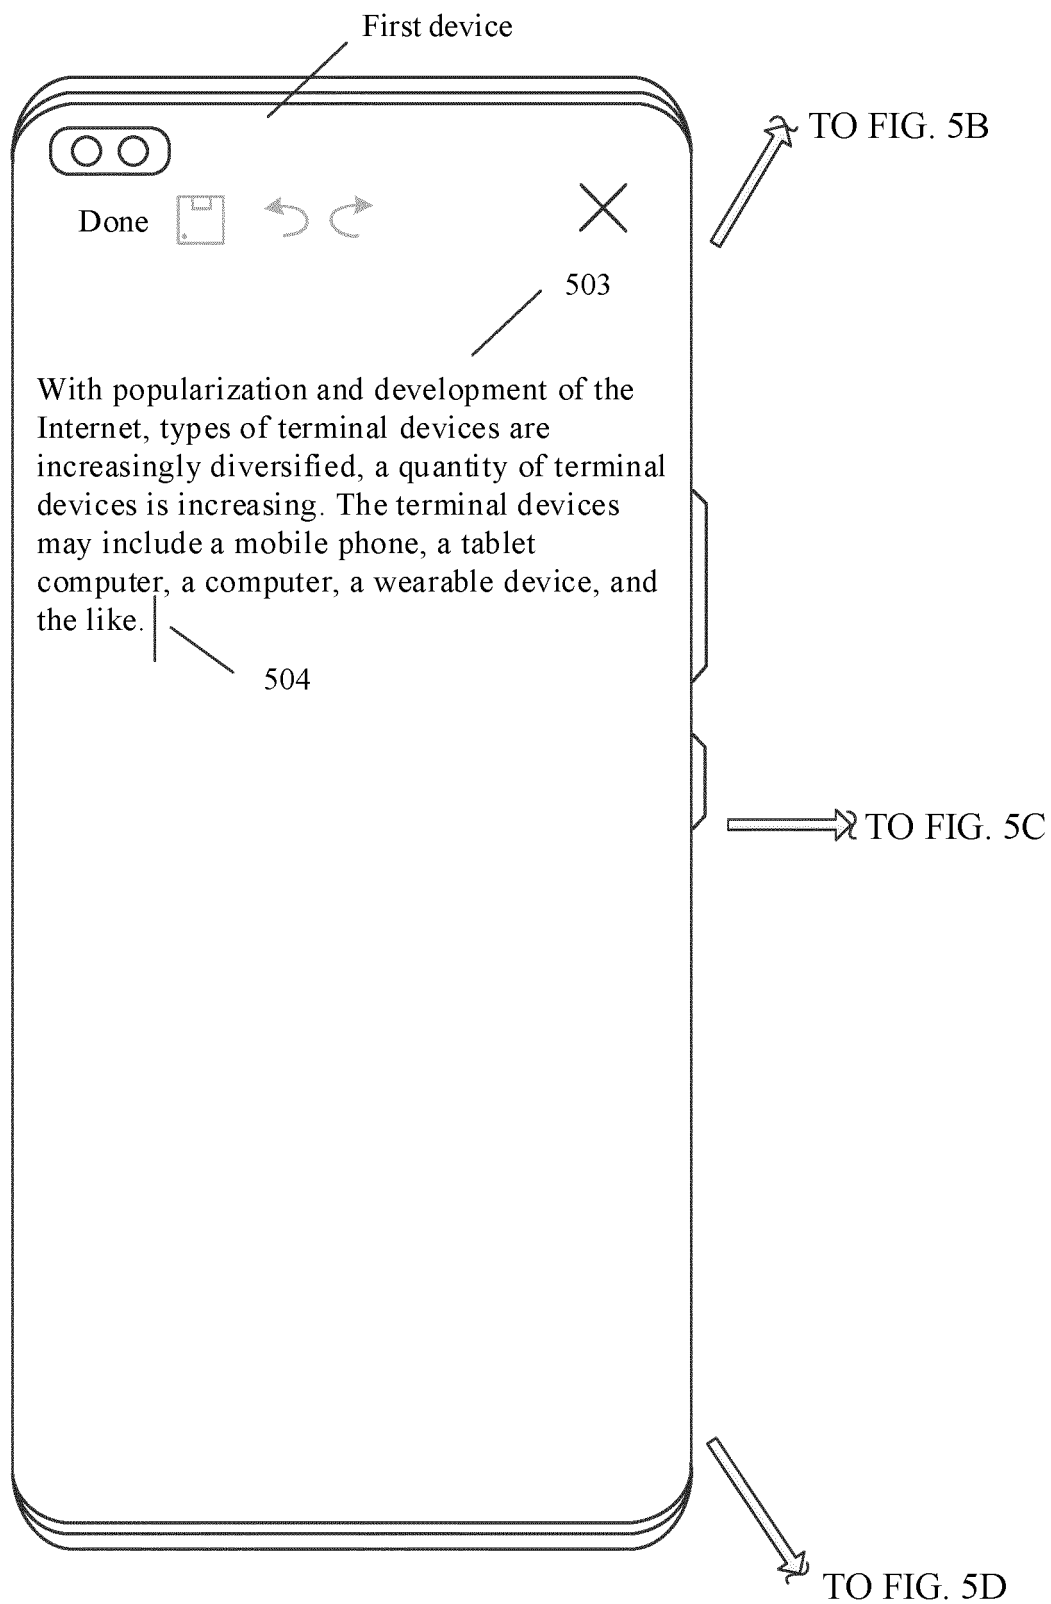 First device
TO FIG. 5B
Done
503
With popularization and development of the
Internet, types of terminal devices are
increasingly diversified, a quantity of terminal
devices is increasing. The terminal devices
may include a mobile phone, a tablet
computer, a computer, a wearable device, and
the like.
504
TO FIG. 5C
TO FIG. 5D